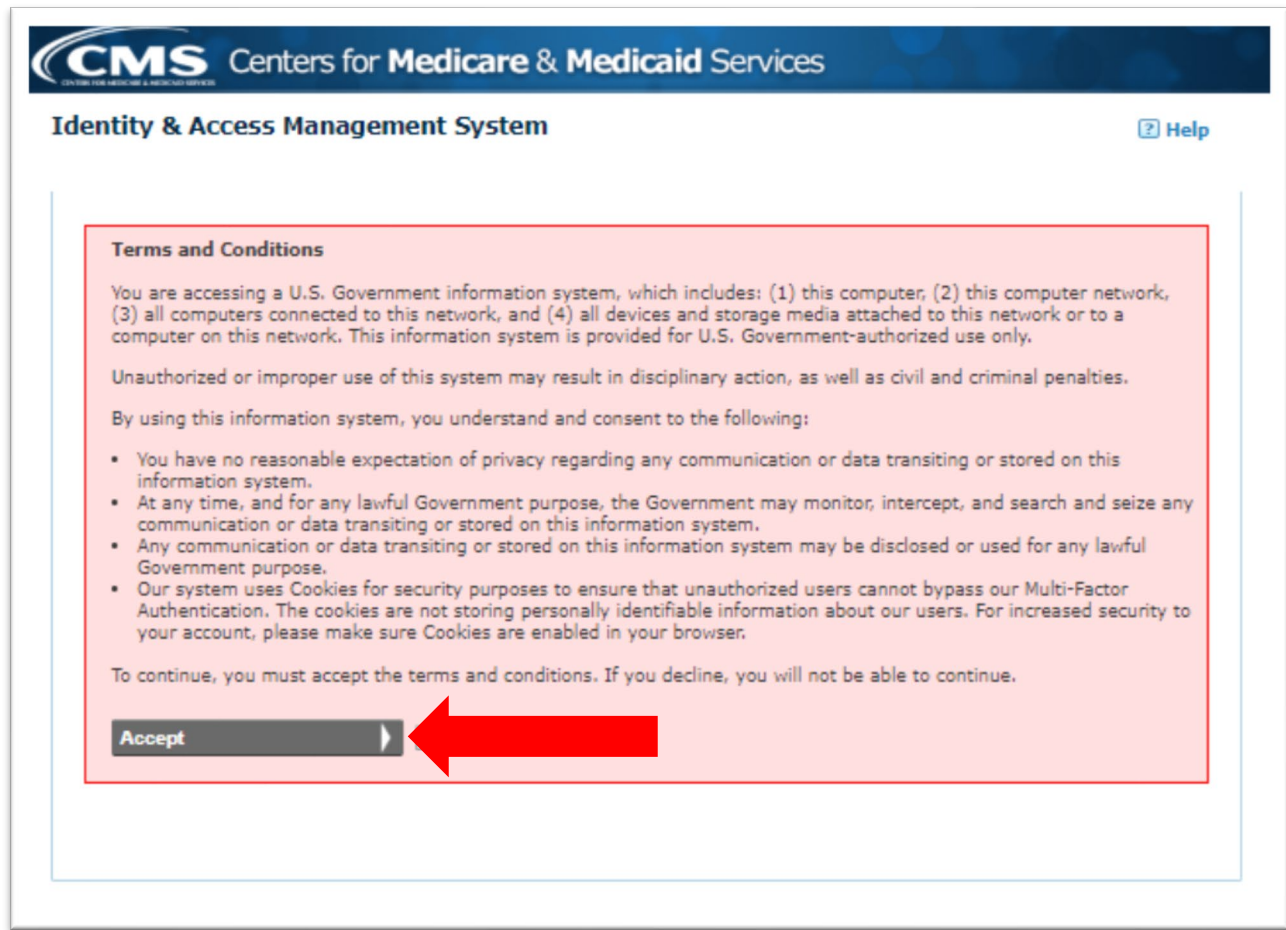 CMS Centers for Medicare & Medicaid Services
CENTERS FOR MEDICARE & MEDICAID SERVICES
Identity & Access Management System
Help
Terms and Conditions
You are accessing a U.S. Government information system, which includes: (1) this computer, (2) this computer network,
(3) all computers connected to this network, and (4) all devices and storage media attached to this network or to a
computer on this network. This information system is provided for U.S. Government-authorized use only.
Unauthorized or improper use of this system may result in disciplinary action, as well as civil and criminal penalties.
By using this information system, you understand and consent to the following:
• You have no reasonable expectation of privacy regarding any communication or data transiting or stored on this
information system.
• At any time, and for any lawful Government purpose, the Government may monitor, intercept, and search and seize any
communication or data transiting or stored on this information system.
• Any communication or data transiting or stored on this information system may be disclosed or used for any lawful
Government purpose.
• Our system uses Cookies for security purposes to ensure that unauthorized users cannot bypass our Multi-Factor
Authentication. The cookies are not storing personally identifiable information about our users. For increased security to
your account, please make sure Cookies are enabled in your browser.
To continue, you must accept the terms and conditions. If you decline, you will not be able to continue.
Accept